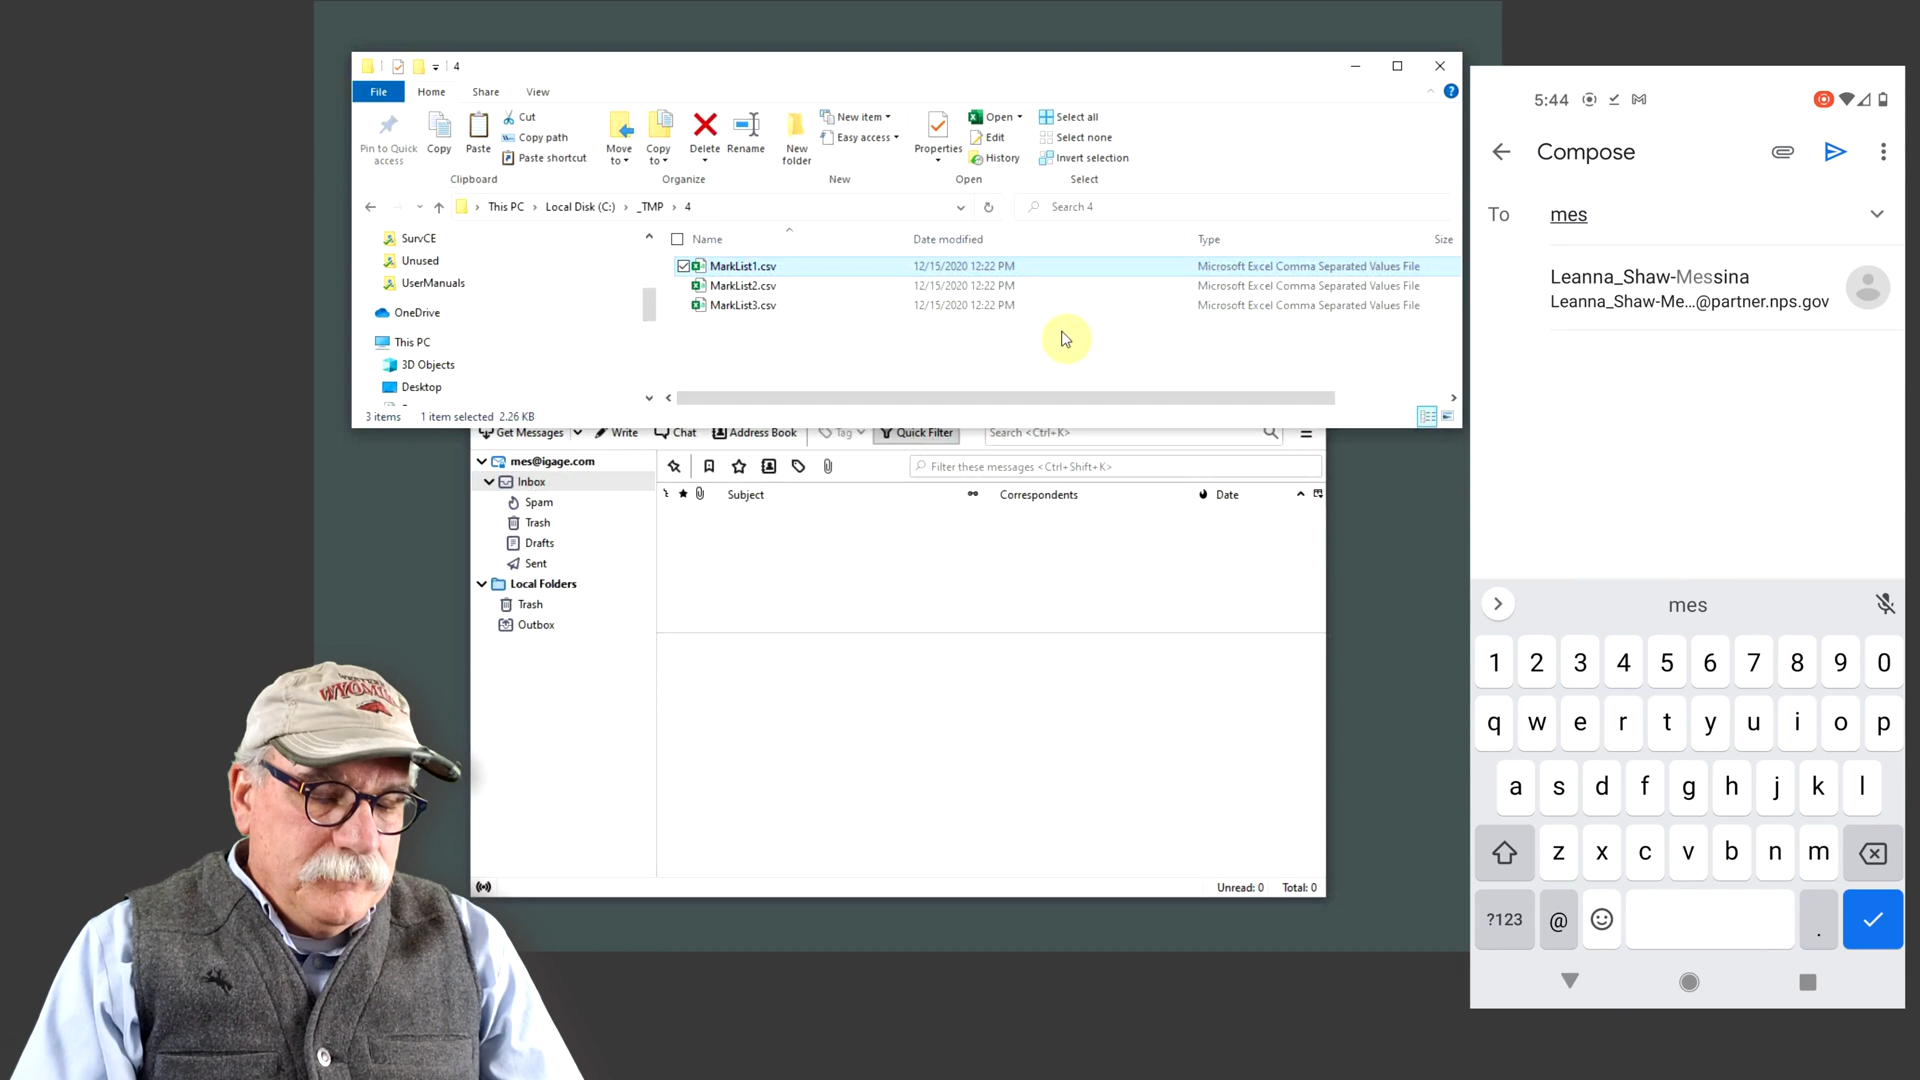 4
File
Home
Share
View
Pin to Quick access
Copy
Paste
Cut
Copy path
Paste shortcut
Move to
Copy to
Delete
Rename
New folder
New item
Easy access
Properties
Open
Edit
History
Select all
Select none
Invert selection
Clipboard
Organize
New
Open
Select
This PC
Local Disk (C:)
_TMP
4
Search 4
SurvCE
Unused
UserManuals
OneDrive
This PC
3D Objects
Desktop
Name
Date modified
Type
Size
MarkList1.csv 12/15/2020 12:22 PM Microsoft Excel Comma Separated Values File
MarkList2.csv 12/15/2020 12:22 PM Microsoft Excel Comma Separated Values File
MarkList3.csv 12/15/2020 12:22 PM Microsoft Excel Comma Separated Values File
3 items 1 item selected 2.26 KB
Get Messages
Write
Chat
Address Book
Tag
Quick Filter
Search <Ctrl+K>
mes@igage.com
Inbox
Spam
Trash
Drafts
Sent
Local Folders
Trash
Outbox
Filter these messages <Ctrl+Shift+K>
Subject
Correspondents
Date
Unread: 0 Total: 0
WYOMING
5:44
Compose
To mes
Leanna_Shaw-Messina
Leanna_Shaw-Me...@partner.nps.gov
mes
1 2 3 4 5 6 7 8 9 0
q w e r t y u i o p
a s d f g h j k l
z x c v b n m
?123 @ .